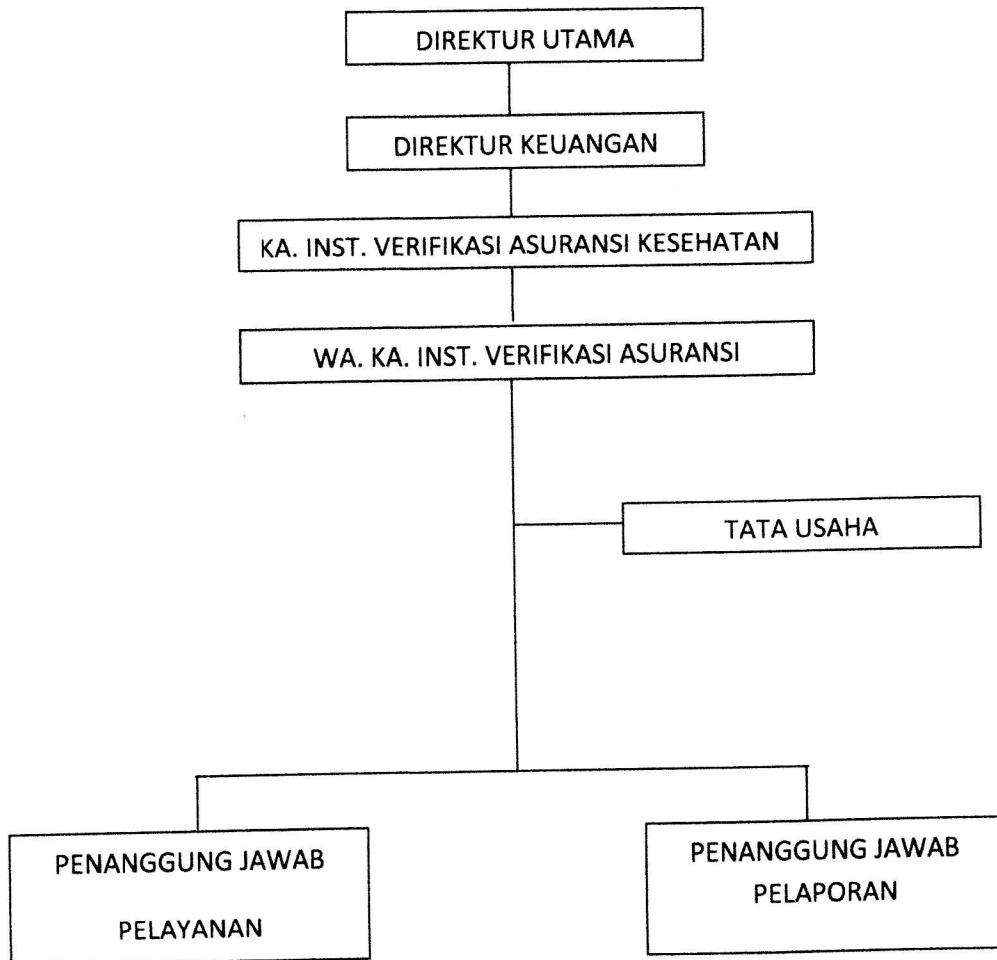 DIREKTUR UTAMA
DIREKTUR KEUANGAN
KA. INST. VERIFIKASI ASURANSI KESEHATAN
WA. KA. INST. VERIFIKASI ASURANSI
TATA USAHA
PENANGGUNG JAWAB
PELAYANAN
PENANGGUNG JAWAB
PELAPORAN